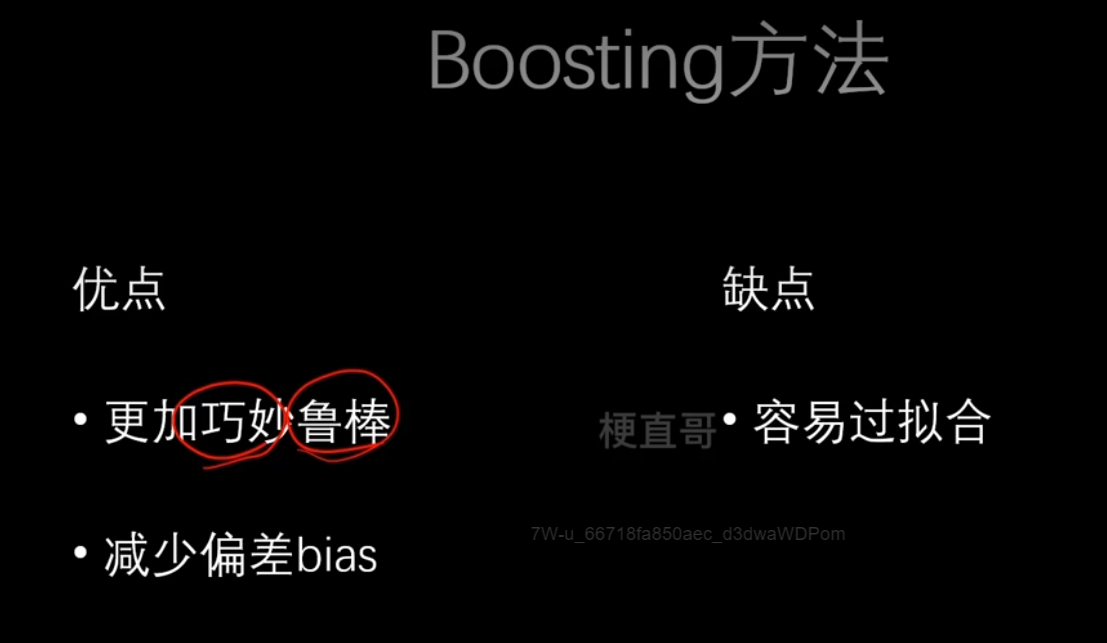 Boosting方法
优点
• 更加巧妙鲁棒
• 减少偏差bias
缺点
• 容易过拟合
梗直哥
7W-u_66718fa850aec_d3dwaWDPom